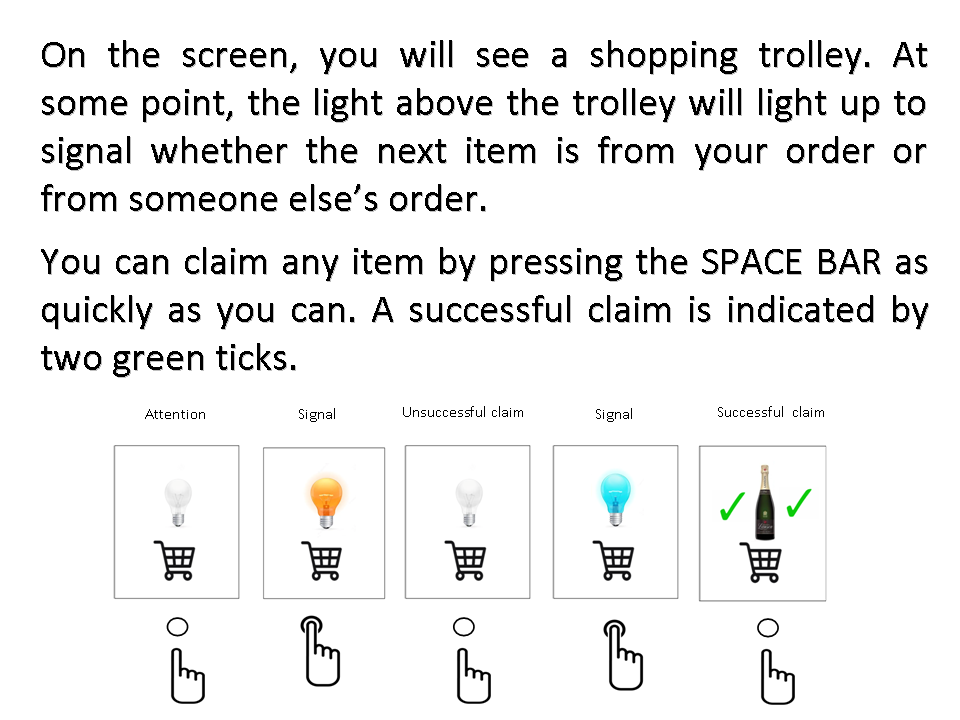 On the screen, you will see a shopping trolley. At
some point, the light above the trolley will light up to
signal whether the next item is from your order or
from someone else’s order.
You can claim any item by pressing the SPACE BAR as
quickly as you can. A successful claim is indicated by
two green ticks.
Attention Signal Unsuccessful claim Signal Successful claim